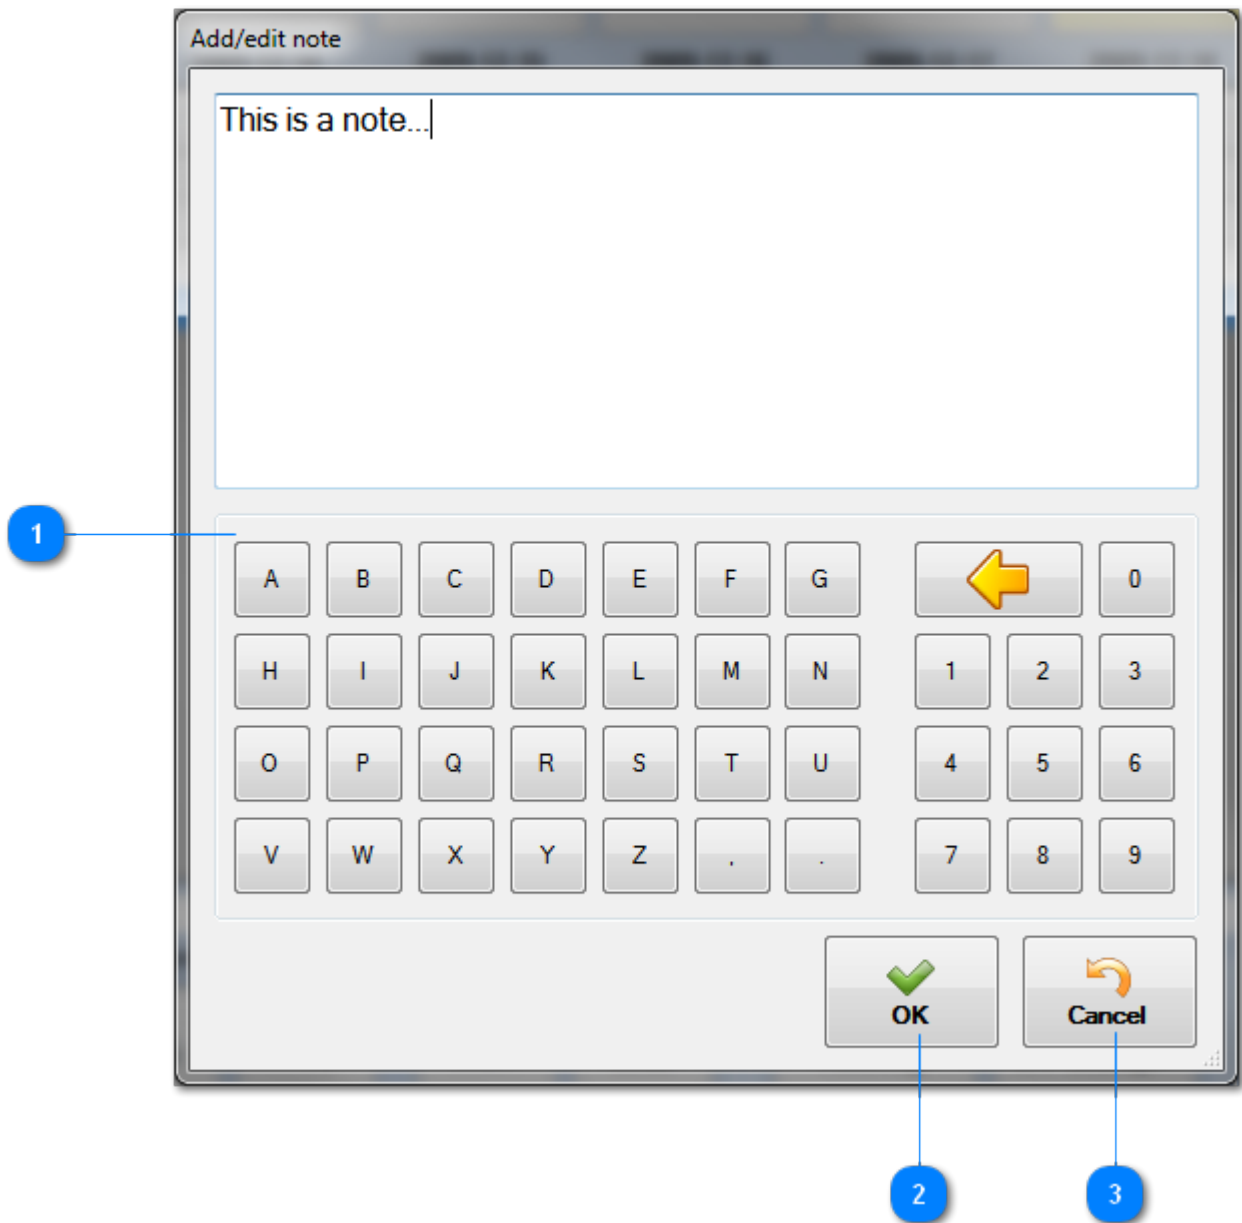 Add/edit note
This is a note...
1
A B C D E F G 0
H I J K L M N 1 2 3
O P Q R S T U 4 5 6
V W X Y Z , . 7 8 9
OK Cancel
2 3